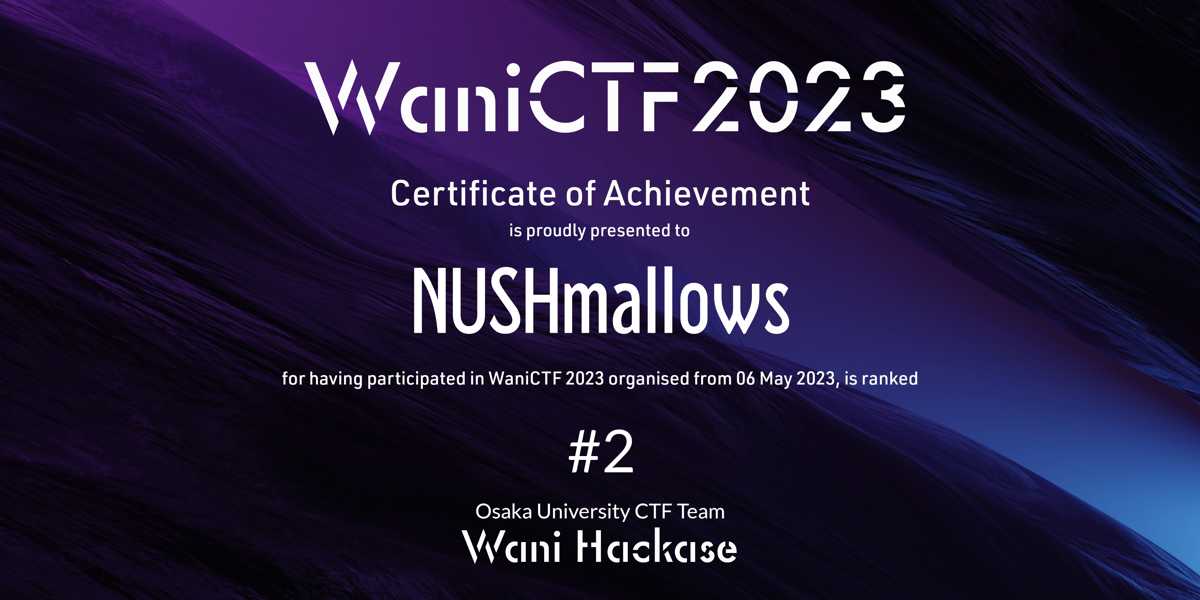 WaniCTF2023
Certificate of Achievement
is proudly presented to
NUSHmallows
for having participated in WaniCTF 2023 organised from 06 May 2023, is ranked
#2
Osaka University CTF Team
Wani Hackase